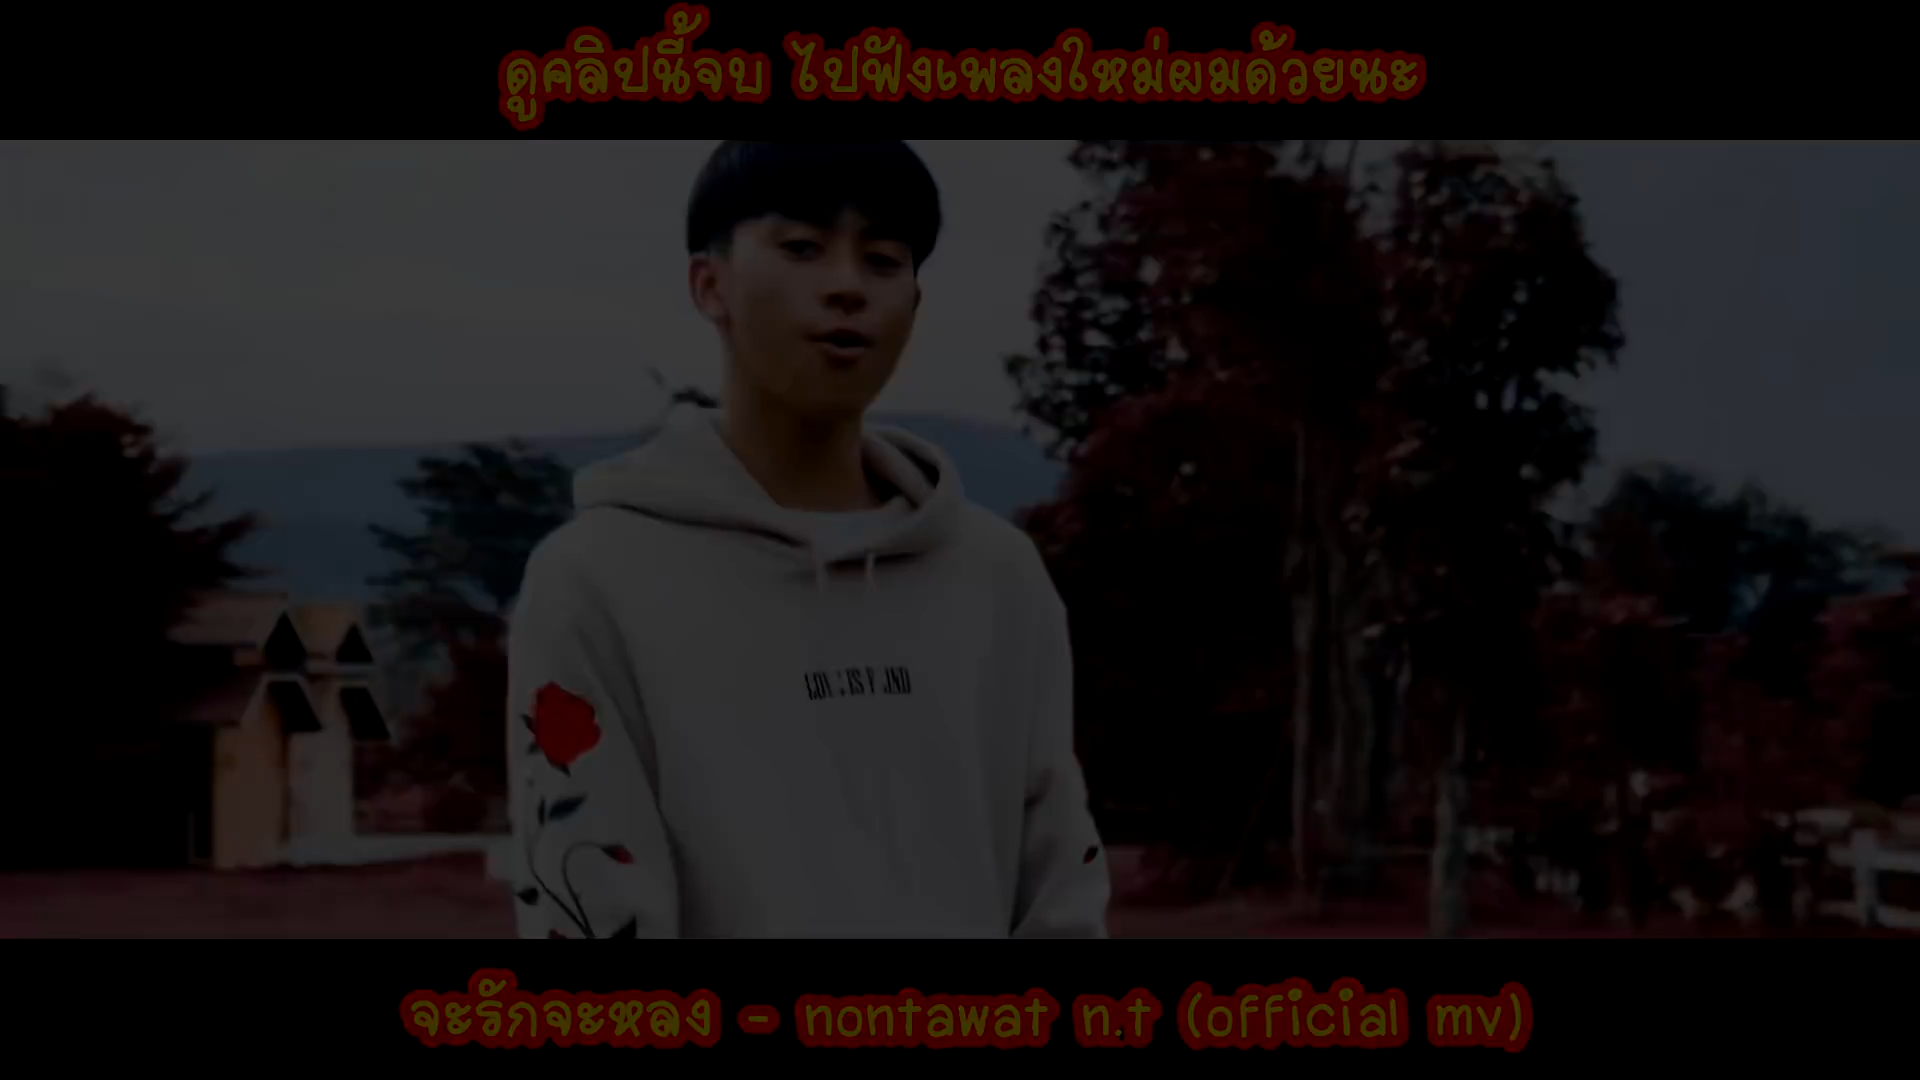 ดูคลิปนี้จบ ไปฟังเพลงใหม่ผมด้วยนะ
จะรักจะหลง - nontawat n.t (official mv)